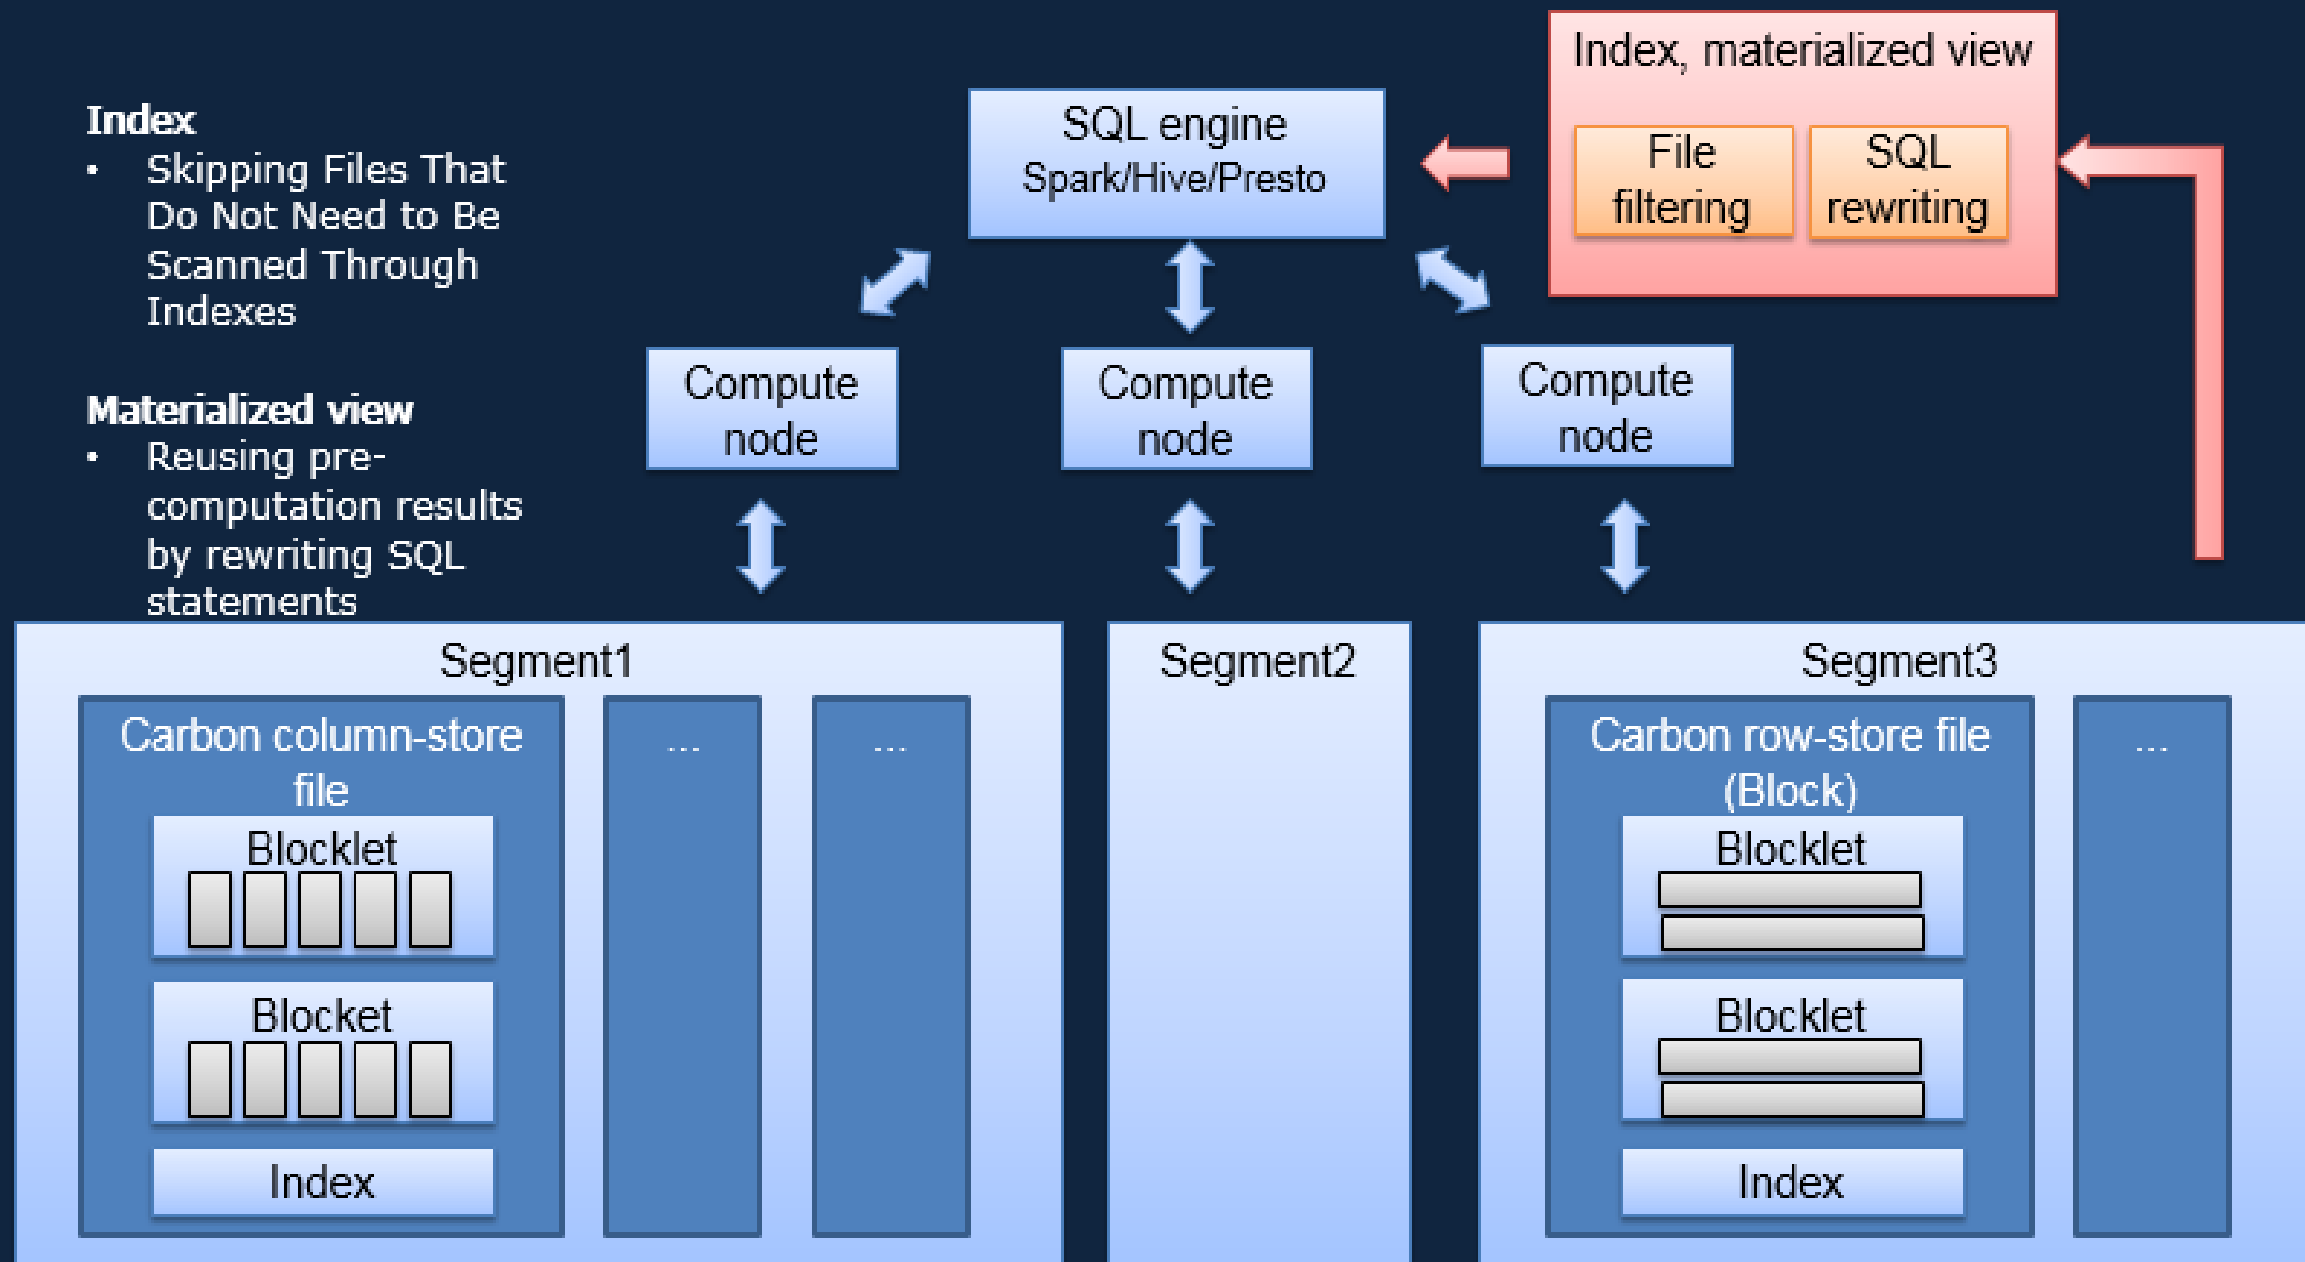 Index
• Skipping Files That
Do Not Need to Be
Scanned Through
Indexes
Materialized view
• Reusing pre-
computation results
by rewriting SQL
statements
SQL engine
Spark/Hive/Presto
Index, materialized view
File
filtering
SQL
rewriting
Compute
node
Compute
node
Compute
node
Segment1
Carbon column-store
file
Blocklet
Blocket
Index
...
...
Segment2
Segment3
Carbon row-store file
(Block)
Blocklet
Blocklet
Index
...